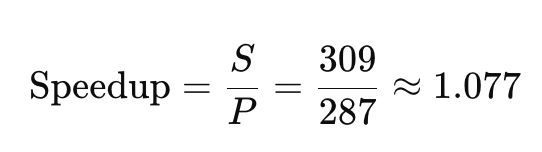 Speedup = S/P = 309/287 ≈ 1.077